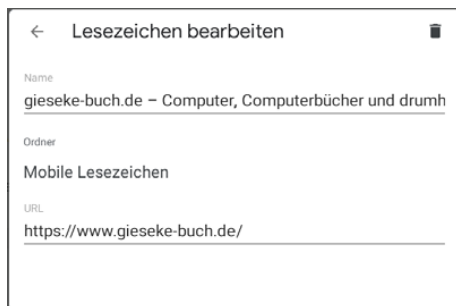 Lesezeichen bearbeiten
Name
gieseke-buch.de – Computer, Computerbücher und drumh
Ordner
Mobile Lesezeichen
URL
https://www.gieseke-buch.de/